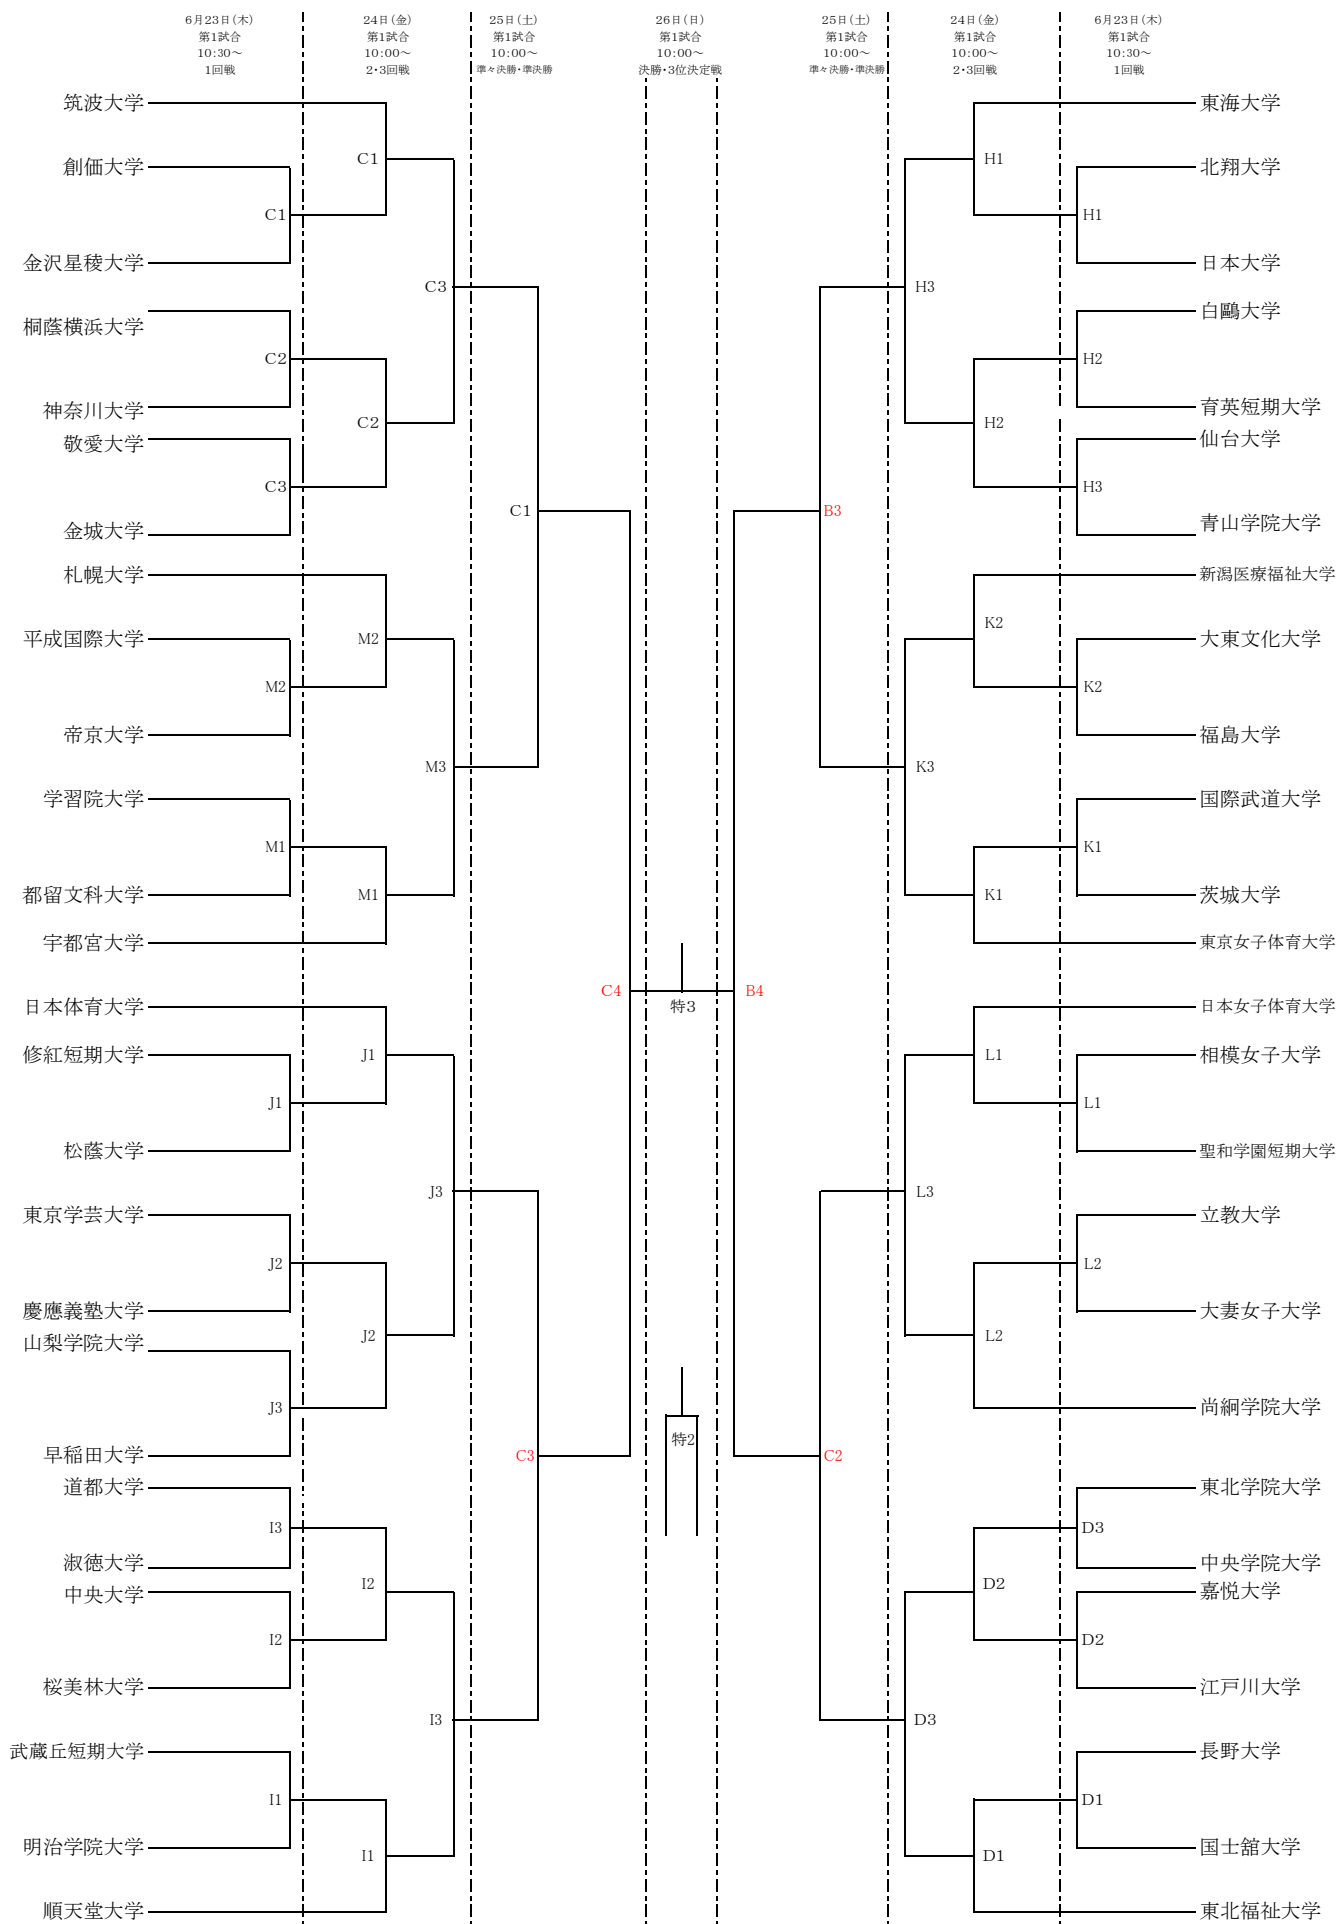 6月23日(木)
第1試合
10:30～
1回戦
24日(金)
第1試合
10:00～
2・3回戦
25日(土)
第1試合
10:00～
準々決勝・準決勝
26日(日)
第1試合
10:00～
決勝・3位決定戦
25日(土)
第1試合
10:00～
準々決勝・準決勝
24日(金)
第1試合
10:00～
2・3回戦
6月23日(木)
第1試合
10:30～
1回戦
筑波大学
創価大学
金沢星稜大学
桐蔭横浜大学
神奈川大学
敬愛大学
金城大学
札幌大学
平成国際大学
帝京大学
学習院大学
都留文科大学
宇都宮大学
日本体育大学
修紅短期大学
松蔭大学
東京学芸大学
慶應義塾大学
山梨学院大学
早稲田大学
道都大学
淑徳大学
中央大学
桜美林大学
武蔵丘短期大学
明治学院大学
順天堂大学
C1
C2
C3
M2
M1
J1
J2
J3
I3
I2
I1
C1
C2
M2
M1
J1
J2
I2
I1
C3
M3
J3
I3
C1
C3
C4
特3
特2
B4
B3
C2
H3
K3
L3
D3
H1
H2
K2
K1
L1
L2
D2
D1
H1
H2
H3
K2
K1
L1
L2
D3
D2
D1
東海大学
北翔大学
日本大学
白鷗大学
育英短期大学
仙台大学
青山学院大学
新潟医療福祉大学
大東文化大学
福島大学
国際武道大学
茨城大学
東京女子体育大学
日本女子体育大学
相模女子大学
聖和学園短期大学
立教大学
大妻女子大学
尚絅学院大学
東北学院大学
中央学院大学
嘉悦大学
江戸川大学
長野大学
国士舘大学
東北福祉大学